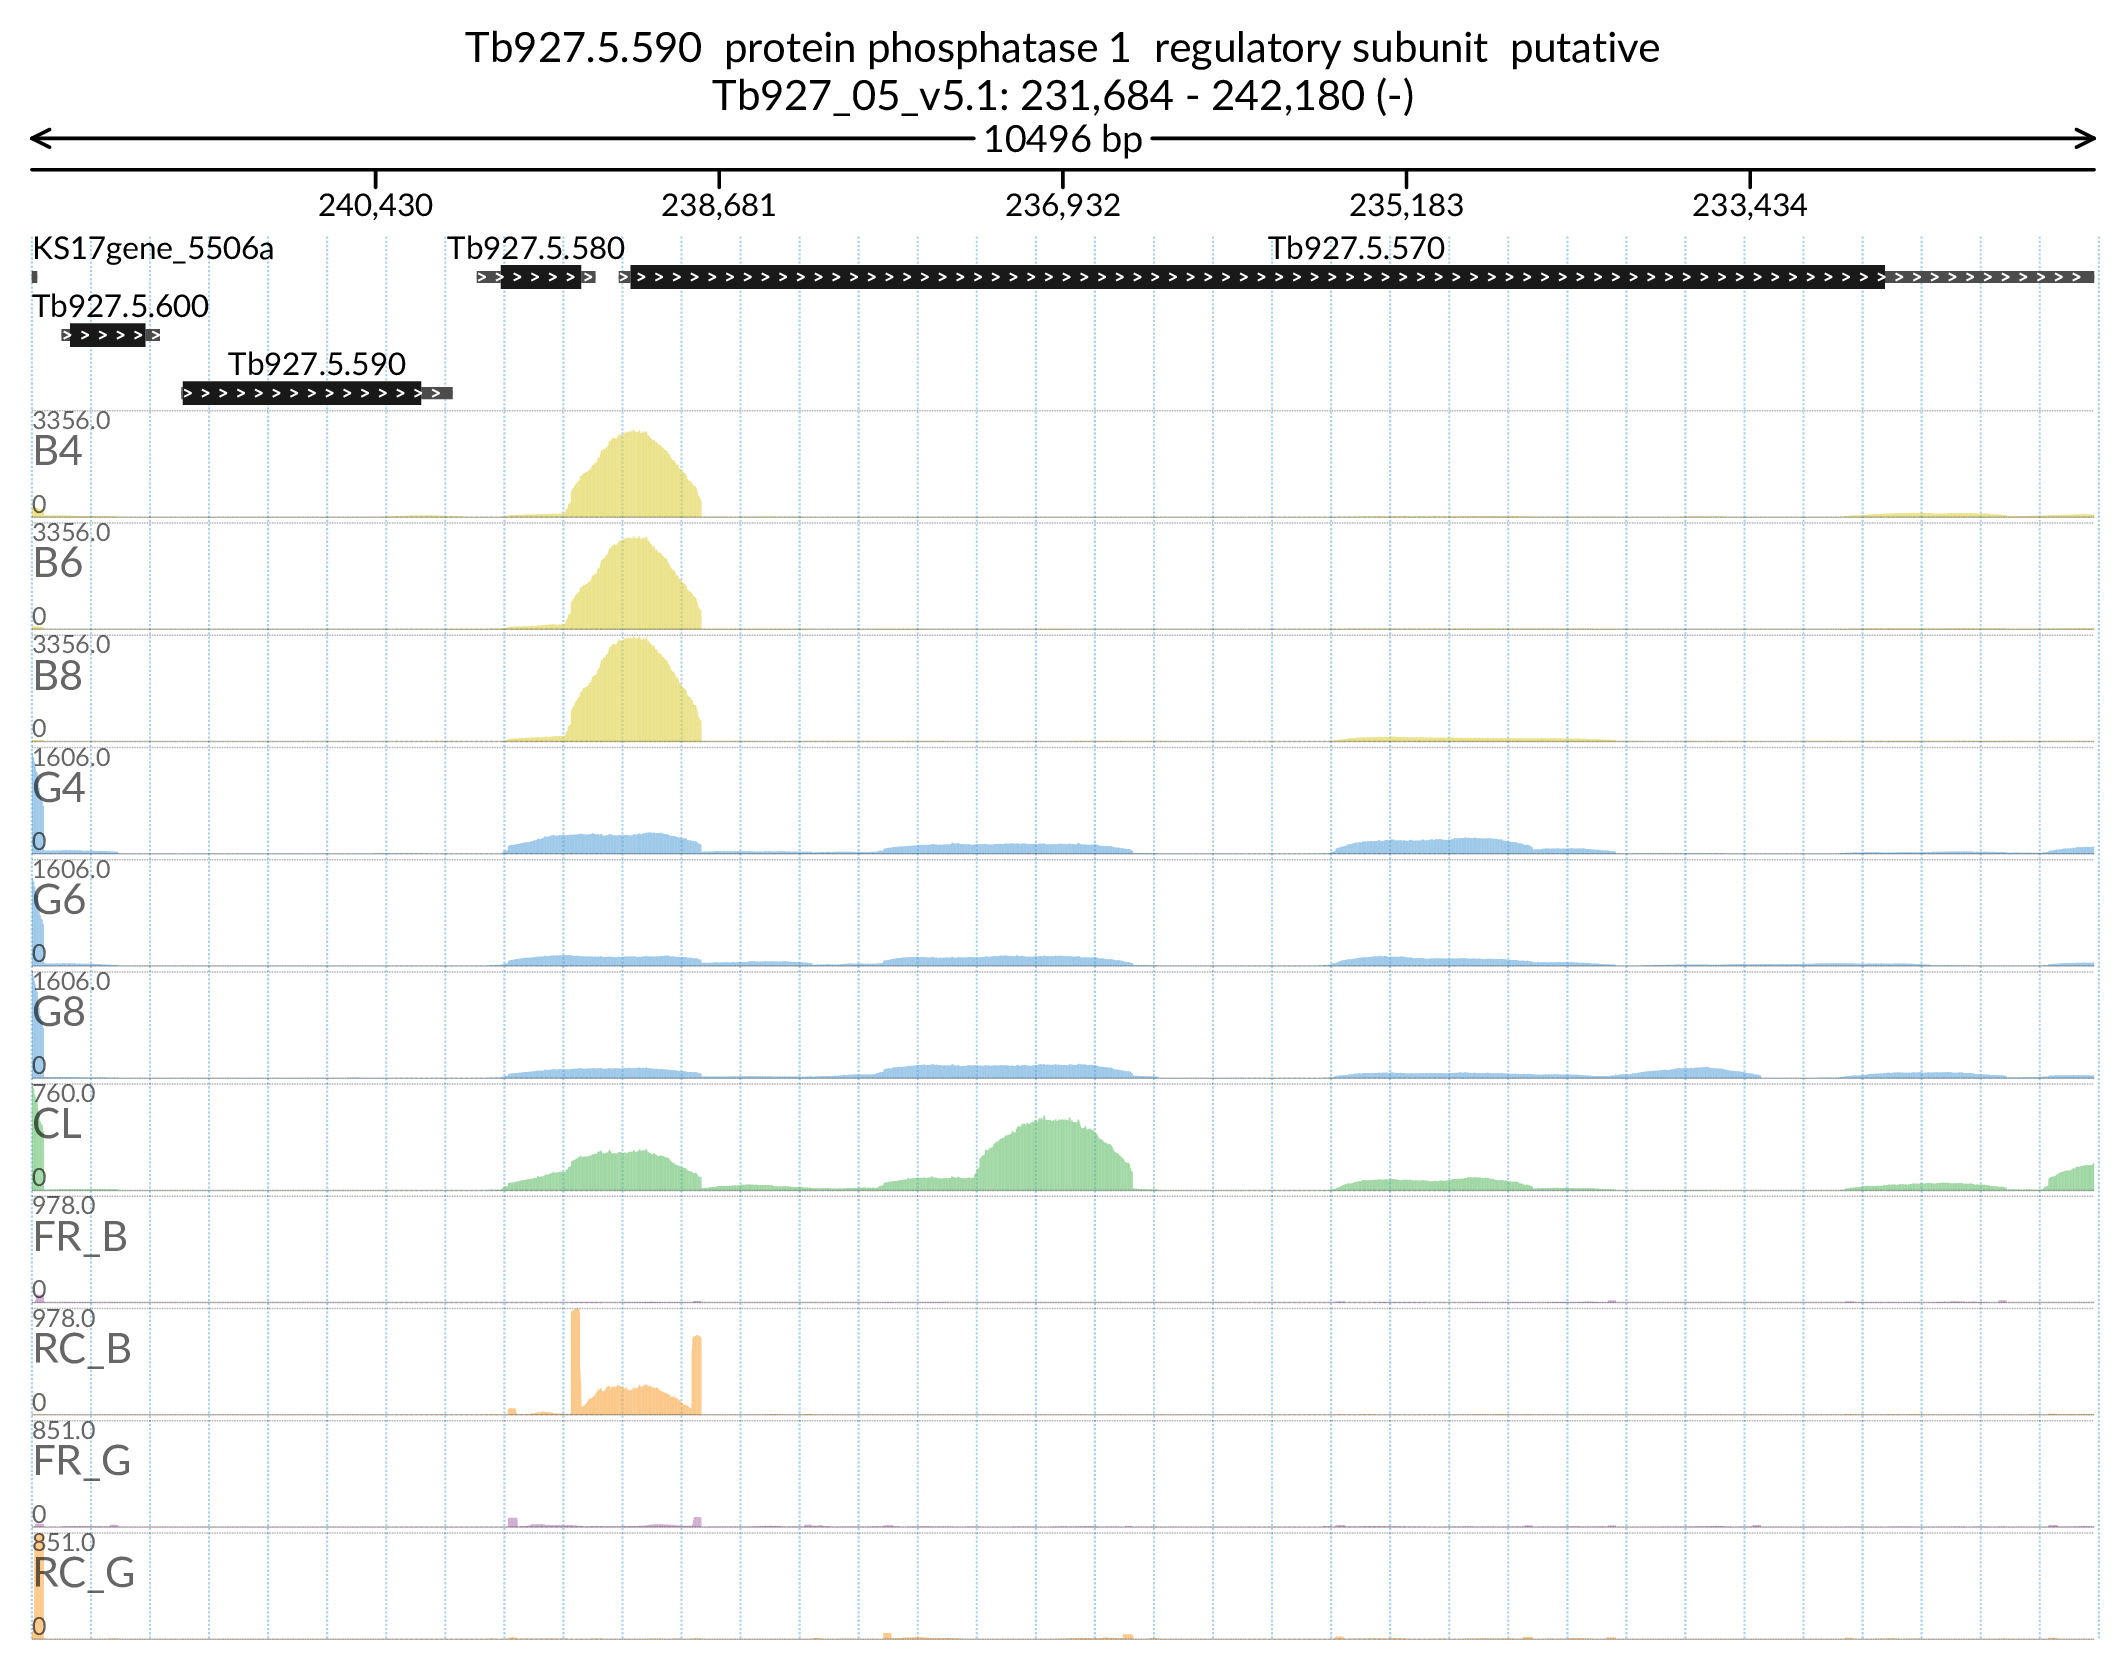 Tb927.5.590 protein phosphatase 1 regulatory subunit putative
Tb927_05_v5.1: 231,684 - 242,180 (-)
10496 bp
240,430 238,681 236,932 235,183 233,434
KS17gene_5506a Tb927.5.580 Tb927.5.570
Tb927.5.600
Tb927.5.590
3356.0
B4
0
3356.0
B6
0
3356.0
B8
0
1606.0
G4
0
1606.0
G6
0
1606.0
G8
0
760.0
CL
0
978.0
FR_B
0
978.0
RC_B
0
851.0
FR_G
0
851.0
RC_G
0